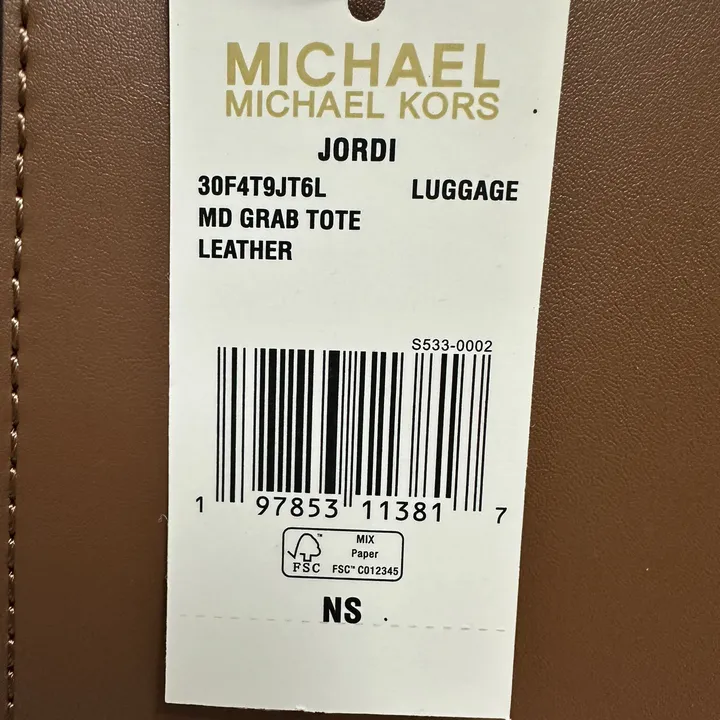 MICHAEL
MICHAEL KORS
JORDI
30F4T9JT6L LUGGAGE
MD GRAB TOTE
LEATHER
S533-0002
1 97853 11381 7
FSC™
MIX
Paper
FSC™ C012345
NS